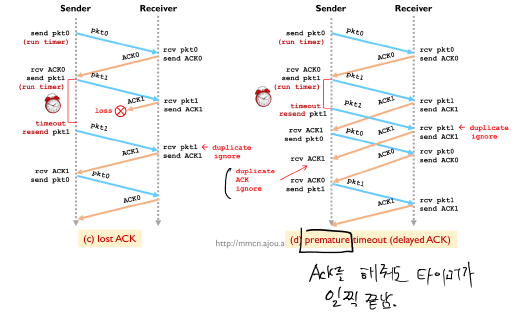 Sender
Receiver
send pkt0
(run timer)
pkt0
rcv pkt0
send ACK0
ACK0
rcv ACK0
send pkt1
(run timer)
pkt1
rcv pkt1
send ACK1
ACK1
loss
timeout
resend pkt1
pkt1
rcv pkt1
send ACK1
duplicate
ignore
ACK1
rcv ACK1
send pkt0
pkt0
ACK0
(c) lost ACK
Sender
Receiver
send pkt0
(run timer)
pkt0
rcv pkt0
send ACK0
ACK0
rcv ACK0
send pkt1
(run timer)
pkt1
rcv pkt1
send ACK1
ACK1
timeout
resend pkt1
pkt1
rcv pkt1
send ACK1
duplicate
ignore
rcv ACK1
send pkt0
pkt0
ACK1
rcv pkt0
send ACK0
rcv ACK1
ACK0
duplicate
ACK
ignore
rcv ACK0
send pkt1
pkt1
rcv pkt1
send ACK1
ACK1
http://mmcn.ajou.a
(d) premature timeout (delayed ACK)
Ack를 해줘도 타이머가
일찍 끝남.